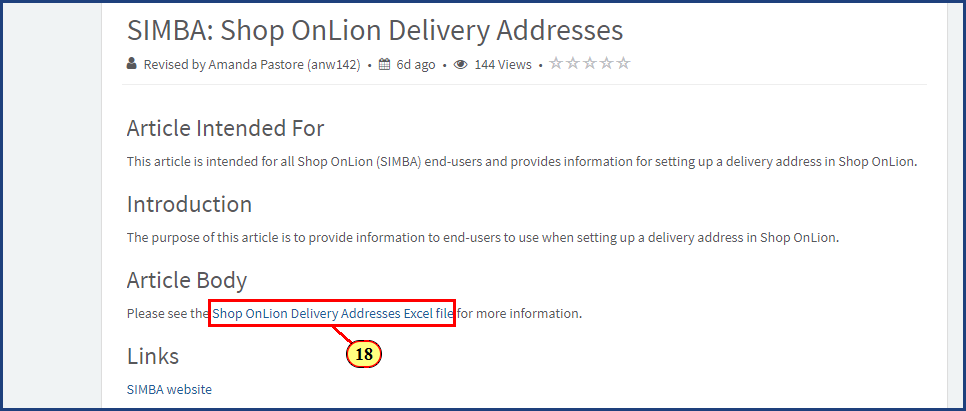 SIMBA: Shop OnLion Delivery Addresses
Revised by Amanda Pastore (anw142) • 6d ago • 144 Views •
Article Intended For
This article is intended for all Shop OnLion (SIMBA) end-users and provides information for setting up a delivery address in Shop OnLion.
Introduction
The purpose of this article is to provide information to end-users to use when setting up a delivery address in Shop OnLion.
Article Body
Please see the Shop OnLion Delivery Addresses Excel file for more information.
18
Links
SIMBA website